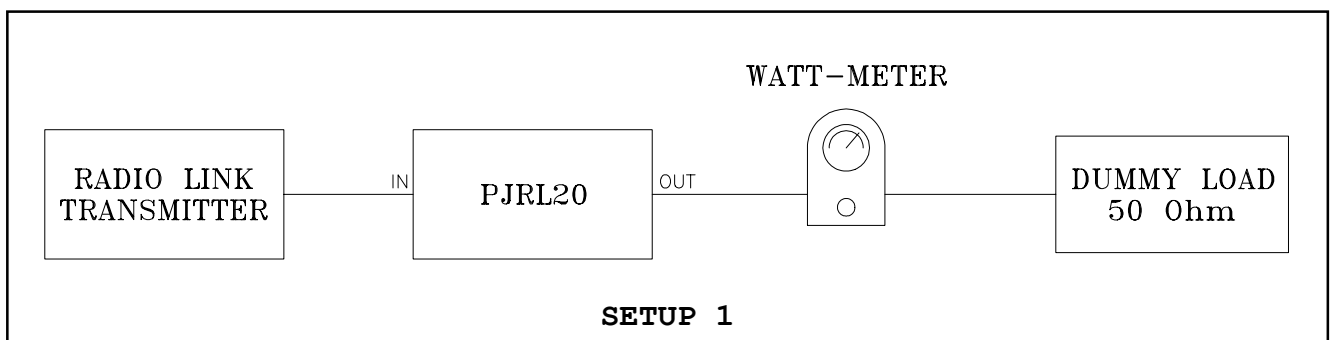 WATT-METER
RADIO LINK
TRANSMITTER
IN
PJRL20
OUT
DUMMY LOAD
50 Ohm
SETUP 1